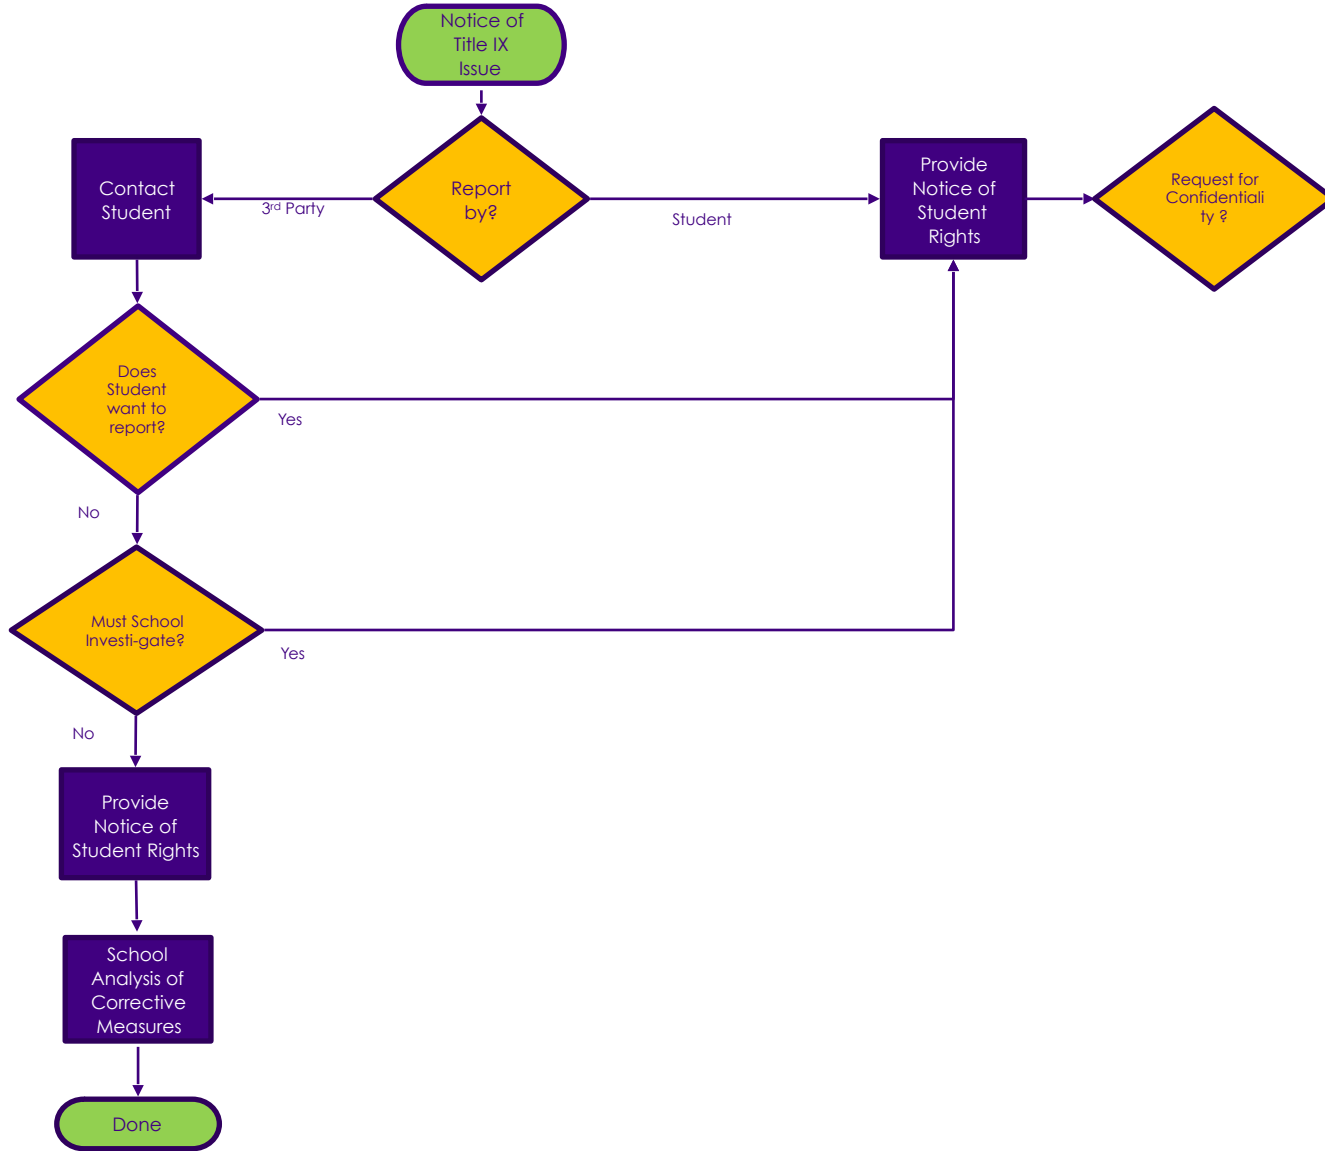 Notice of
Title IX
Issue
Contact
Student
3rd Party
Report
by?
Student
Provide
Notice of
Student
Rights
Request for
Confidentiali
ty ?
Does
Student
want to
report?
Yes
No
Must School
Investi-gate?
Yes
No
Provide
Notice of
Student Rights
School
Analysis of
Corrective
Measures
Done